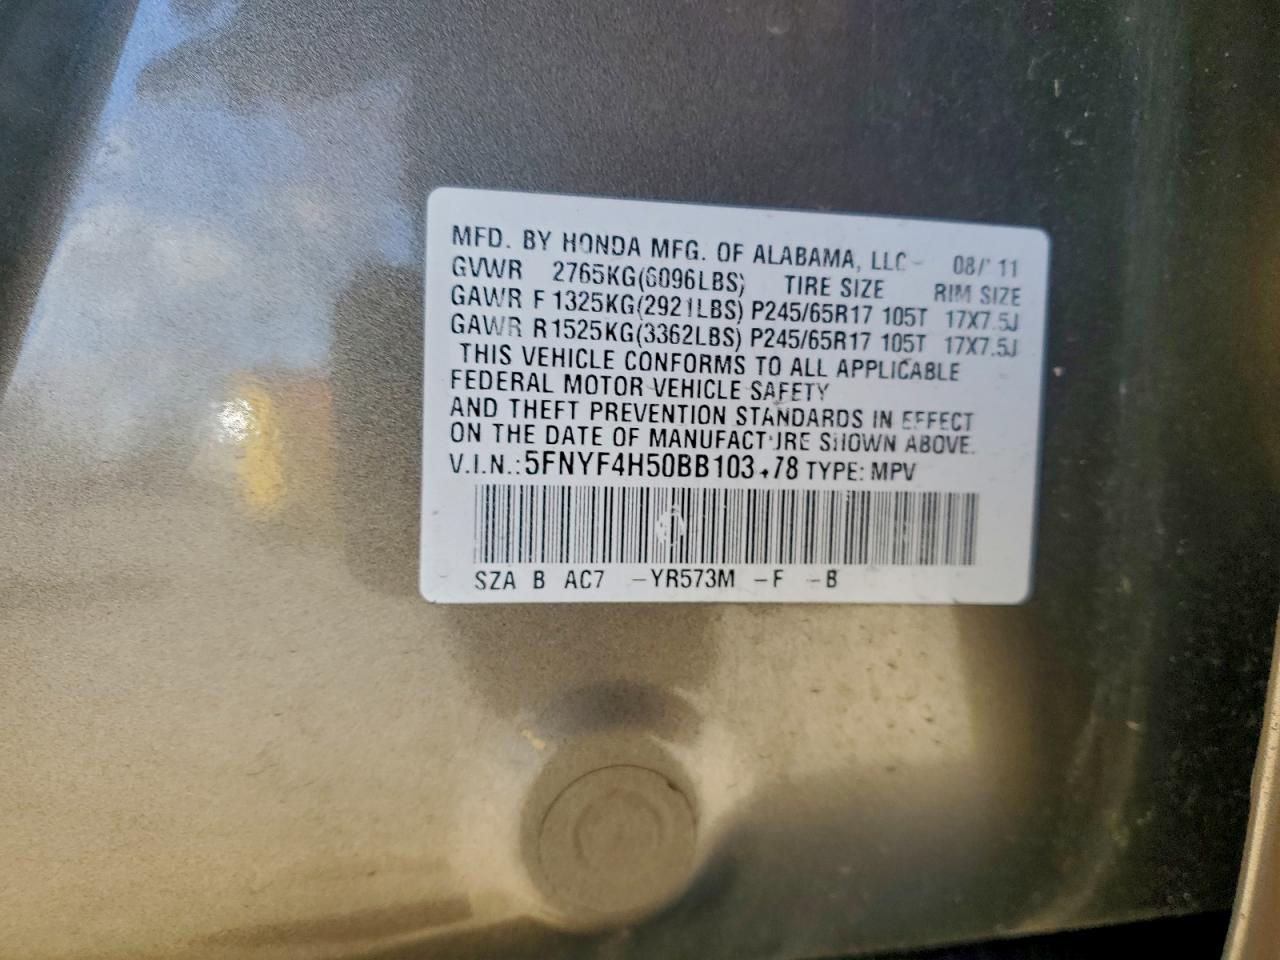 MFD. BY HONDA MFG. OF ALABAMA, LLC 08/11
GVWR 2765KG(6096LBS) TIRE SIZE RIM SIZE
GAWR F 1325KG(2921LBS) P245/65R17 105T 17X7.5J
GAWR R 1525KG(3362LBS) P245/65R17 105T 17X7.5J
THIS VEHICLE CONFORMS TO ALL APPLICABLE
FEDERAL MOTOR VEHICLE SAFETY
AND THEFT PREVENTION STANDARDS IN EFFECT
ON THE DATE OF MANUFACTURE SHOWN ABOVE.
V.I.N.: TYPE: MPV
SZA B AC7 -YR573M -F -B